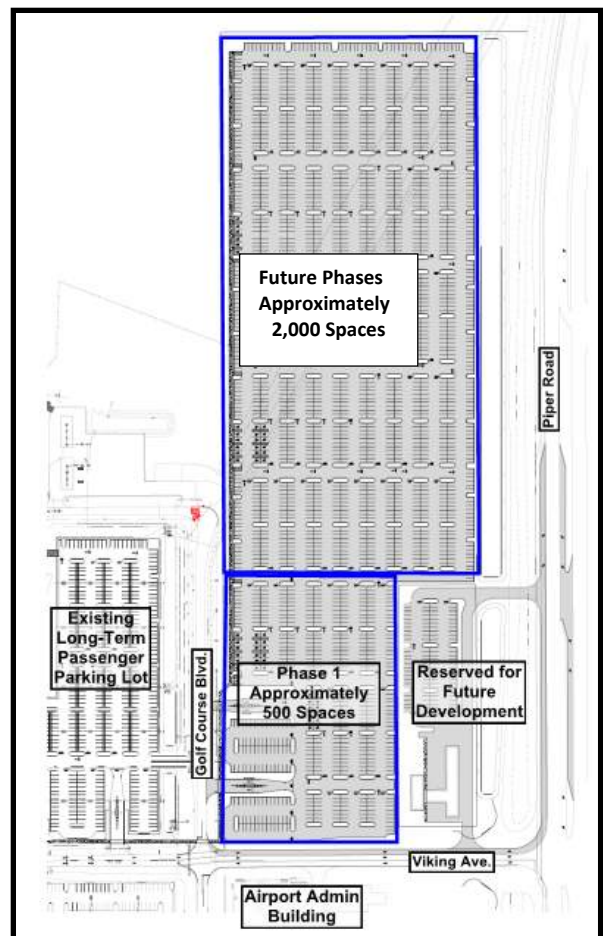 Future Phases
Approximately
2,000 Spaces
Piper Road
Existing
Long-Term
Passenger
Parking Lot
Golf Course Blvd.
Phase 1
Approximately
500 Spaces
Reserved for
Future
Development
Viking Ave.
Airport Admin
Building